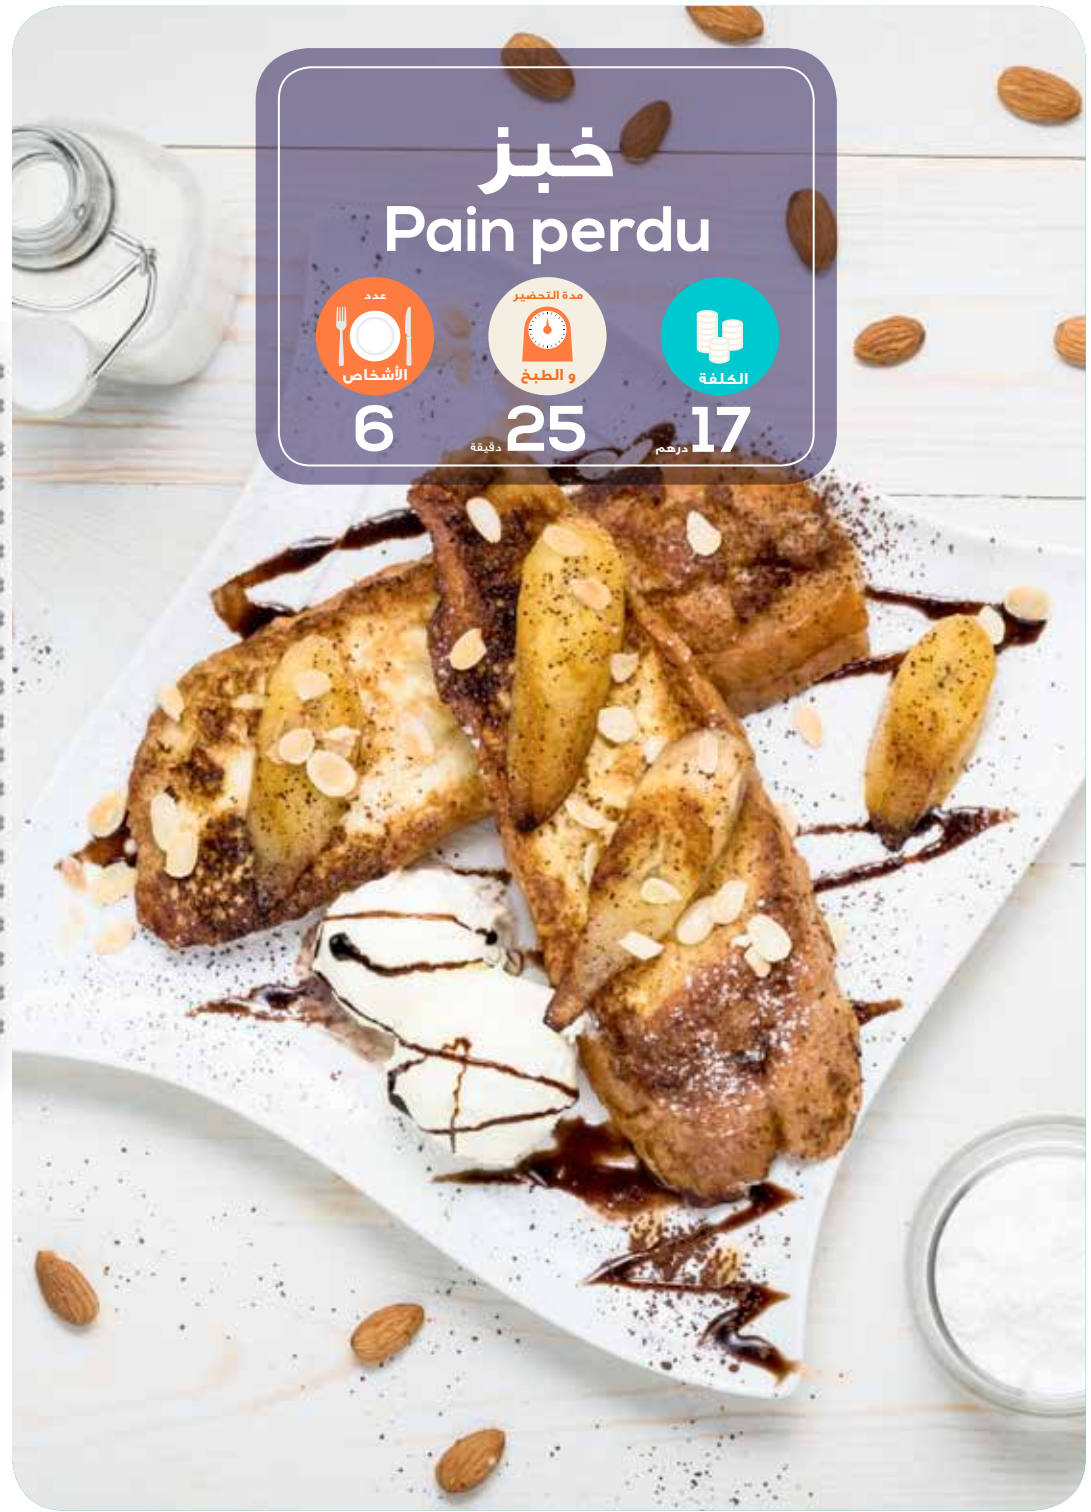 خبز
Pain perdu
الكلفة
17 درهم
مدة التحضير
و الطبخ
25 دقيقة
عدد
الأشخاص
6